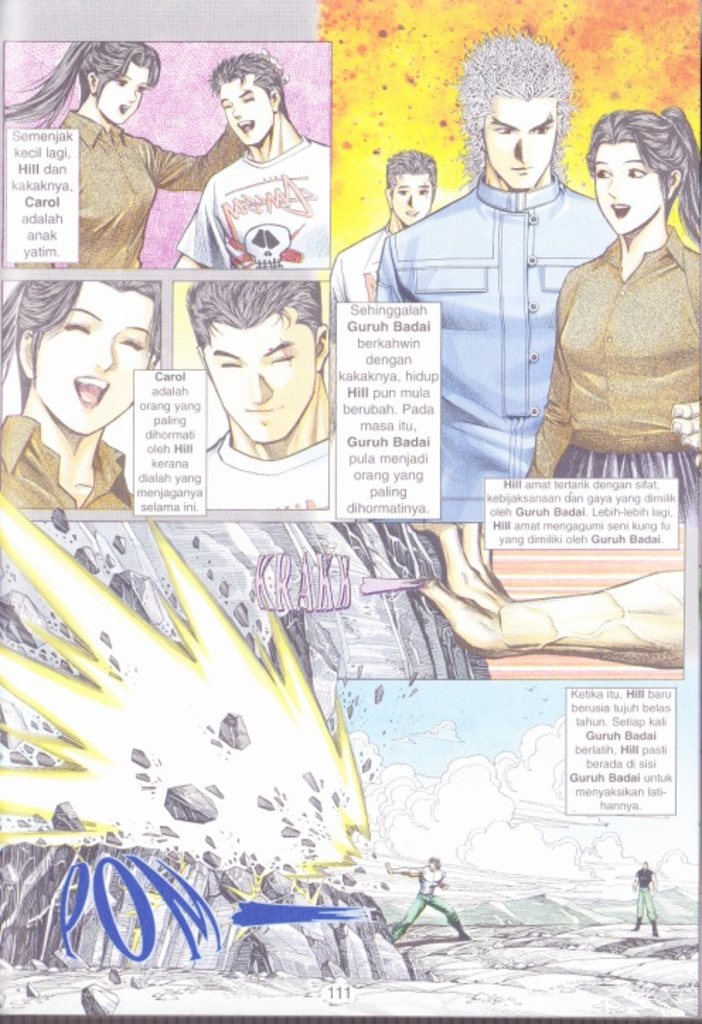 Semenjak
kecil lagi,
Hill dan
kakaknya,
Carol
adalah
anak
yatim.
Carol
adalah
orang yang
paling
dihormati
oleh Hill
kerana
dialah yang
menjaganya
selama ini.
Sehinggalah
Guruh Badai
berkahwin
dengan
kakaknya, hidup
Hill pun mula
berubah. Pada
masa itu,
Guruh Badai
pula menjadi
orang yang
paling
dihormatinya.
Hill amat tertarik dengan sifat,
kebijaksanaan dan gaya yang dimilik
oleh Guruh Badai. Lebih-lebih lagi,
Hill amat mengagumi seni kung fu
yang dimiliki oleh Guruh Badai.
KRAKK
Ketika itu, Hill baru
berusia tujuh belas
tahun. Setiap kali
Guruh Badai
berlatih, Hill pasti
berada di sisi
Guruh Badai untuk
menyaksikan lati-
hannya.
POM
111